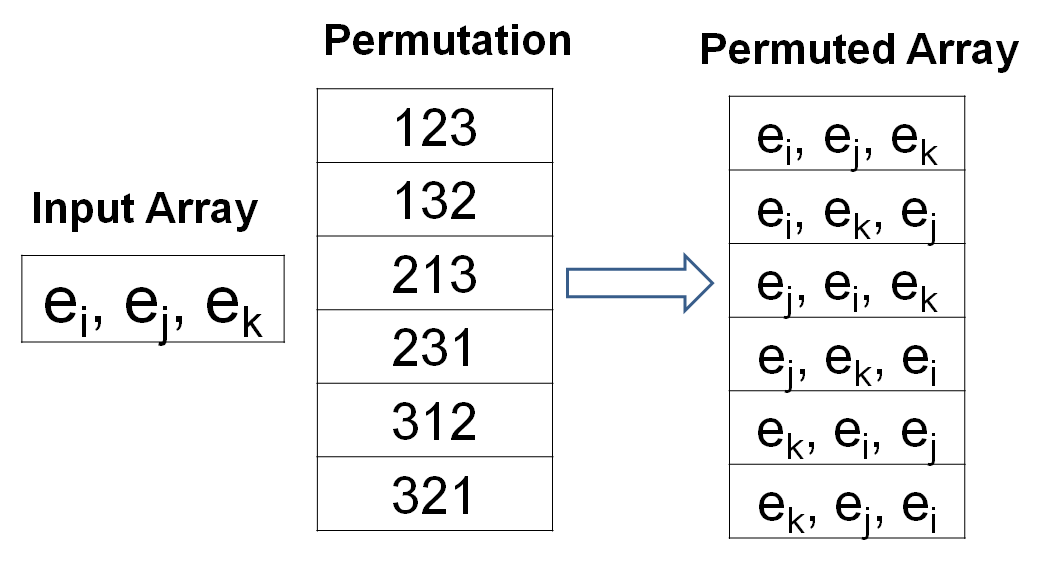 Permutation
Permuted Array
Input Array
e_i, e_j, e_k
123
132
213
231
312
321
e_i, e_j, e_k
e_i, e_k, e_j
e_j, e_i, e_k
e_j, e_k, e_i
e_k, e_i, e_j
e_k, e_j, e_i